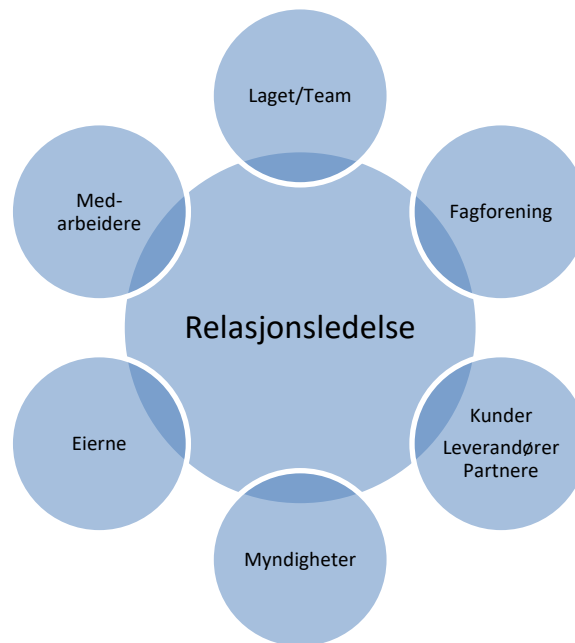 Laget/Team
Med-
arbeidere
Fagforening
Relasjonsledelse
Eierne
Kunder
Leverandører
Partnere
Myndigheter